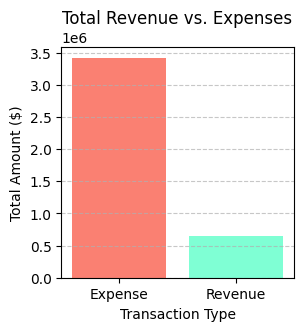 Total Revenue vs. Expenses
1e6
3.5
3.0
2.5
2.0
1.5
1.0
0.5
0.0
Total Amount ($)
Expense Revenue
Transaction Type